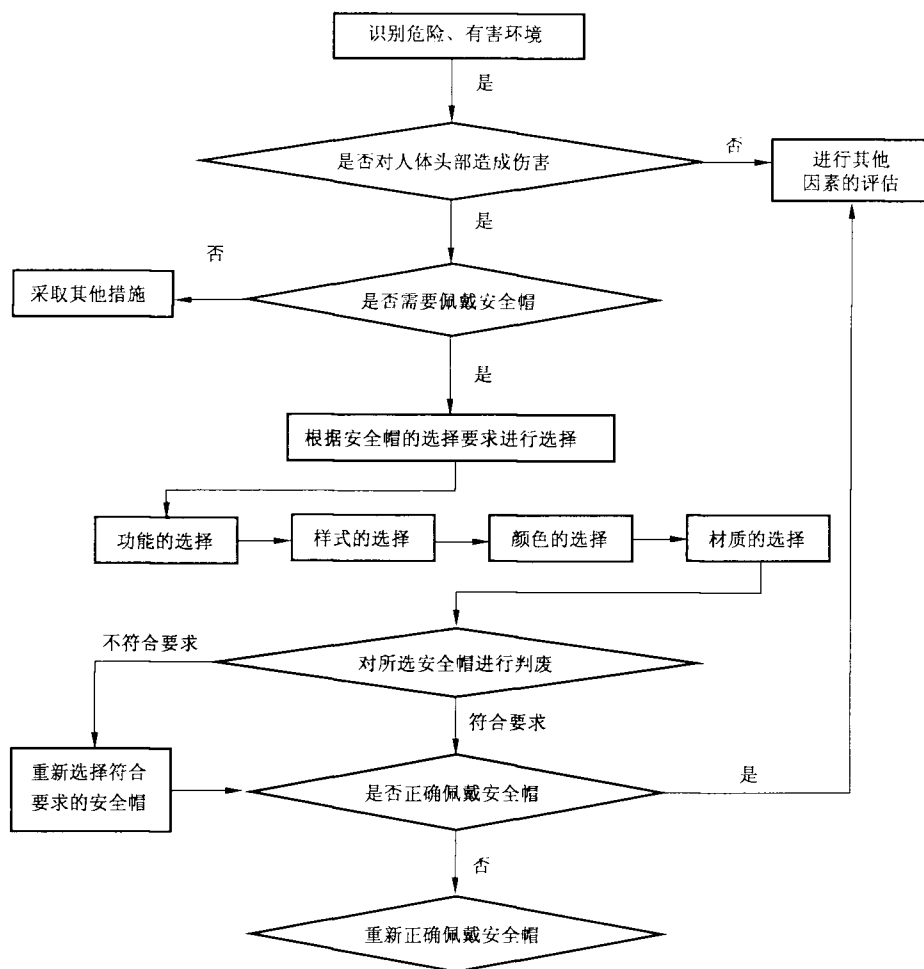 识别危险、有害环境
是
是否对人体头部造成伤害
否
进行其他
因素的评估
是
否
采取其他措施
是否需要佩戴安全帽
是
根据安全帽的选择要求进行选择
功能的选择
样式的选择
颜色的选择
材质的选择
不符合要求
对所选安全帽进行判废
符合要求
重新选择符合
要求的安全帽
是否正确佩戴安全帽
是
否
重新正确佩戴安全帽